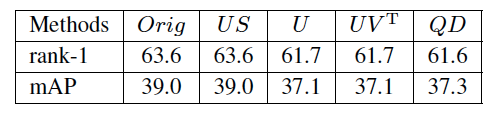 Methods Orig US U UVᵀ QD
rank-1 63.6 63.6 61.7 61.7 61.6
mAP 39.0 39.0 37.1 37.1 37.3